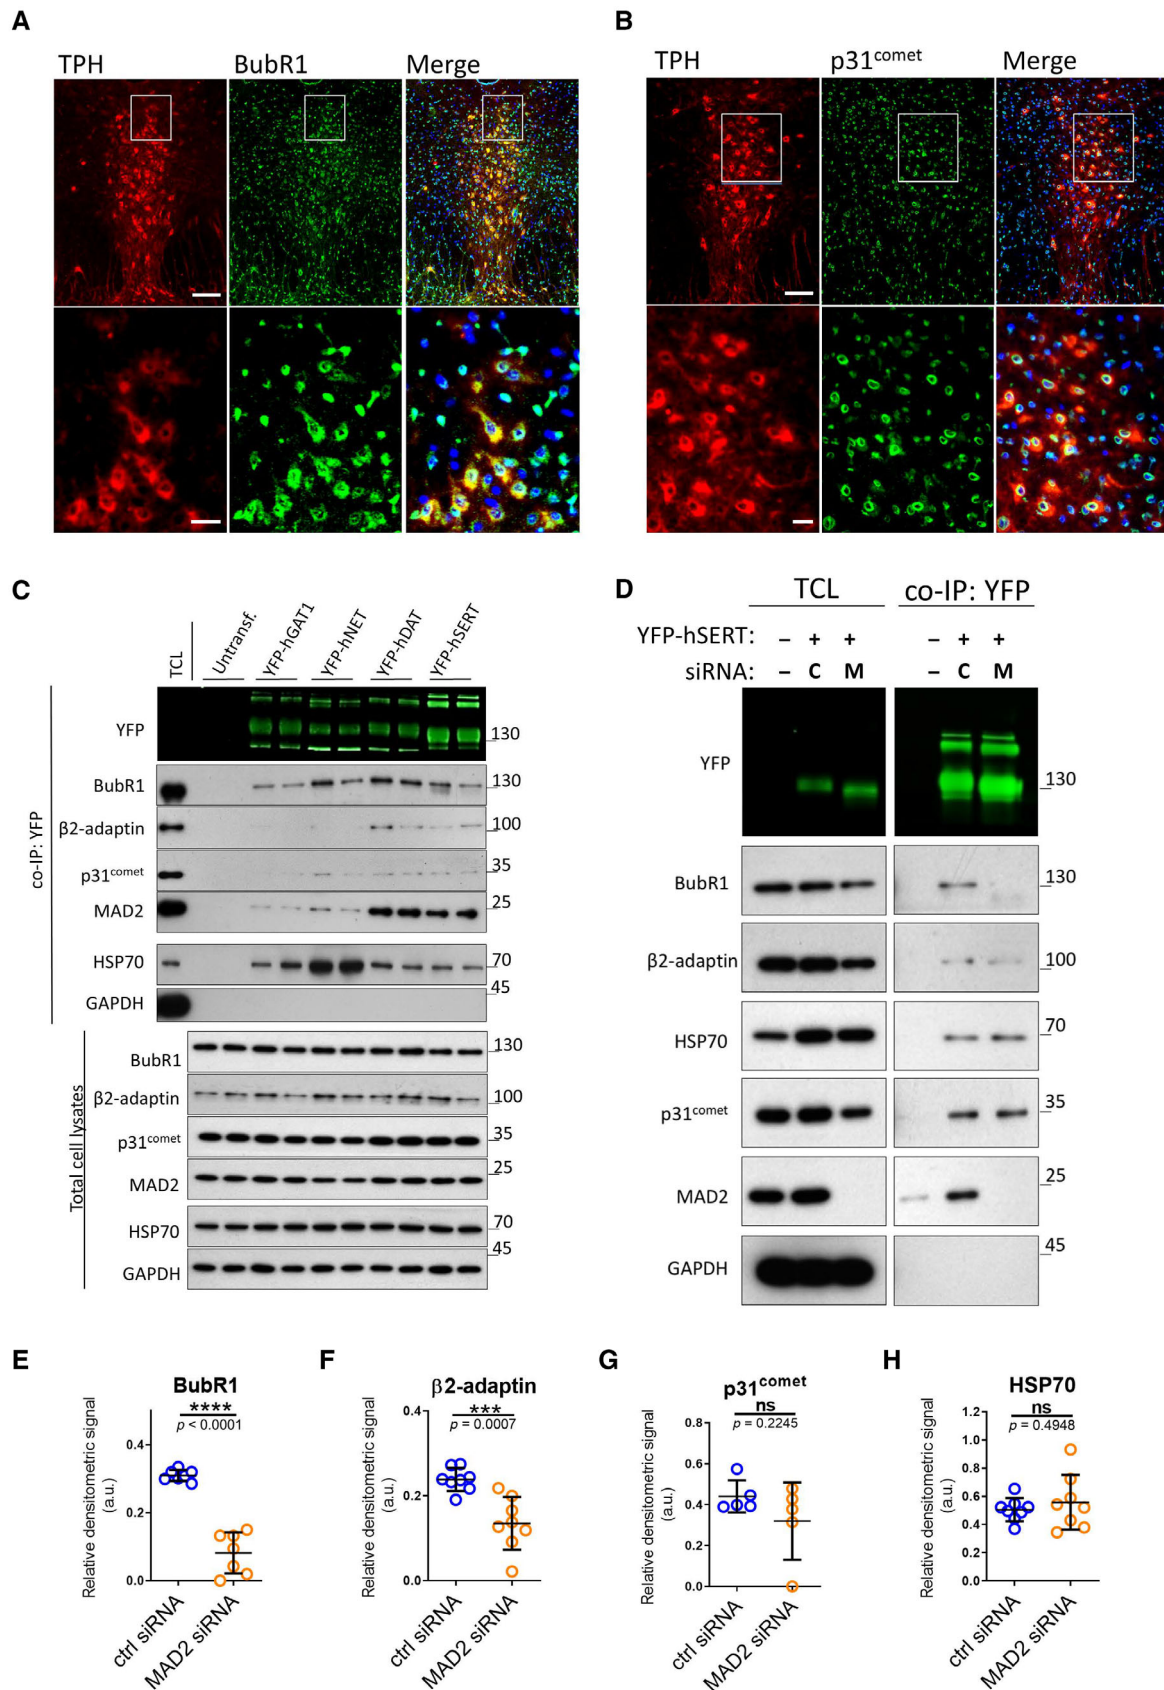 A
TPH BubR1 Merge
B
TPH p31comet Merge
C
TCL
Untransf.
YFP-hGAT1
YFP-hNET
YFP-hDAT
YFP-hSERT
co-IP: YFP
YFP 130
BubR1 130
β2-adaptin 100
p31comet 35
MAD2 25
HSP70 70
45
GAPDH
Total cell lysates
BubR1 130
β2-adaptin 100
p31comet 35
MAD2 25
HSP70 70
45
GAPDH
D
TCL co-IP: YFP
YFP-hSERT: – + + – + +
siRNA: – C M – C M
YFP 130
BubR1 130
β2-adaptin 100
HSP70 70
p31comet 35
MAD2 25
GAPDH 45
E
BubR1
****
p < 0.0001
Relative densitometric signal
(a.u.)
0.4
0.2
0.0
ctrl siRNA
MAD2 siRNA
F
β2-adaptin
***
p = 0.0007
Relative densitometric signal
(a.u.)
0.4
0.2
0.0
ctrl siRNA
MAD2 siRNA
G
p31comet
ns
p = 0.2245
Relative densitometric signal
(a.u.)
0.8
0.6
0.4
0.2
0.0
ctrl siRNA
MAD2 siRNA
H
HSP70
ns
p = 0.4948
Relative densitometric signal
(a.u.)
1.2
1.0
0.8
0.6
0.4
0.2
0.0
ctrl siRNA
MAD2 siRNA